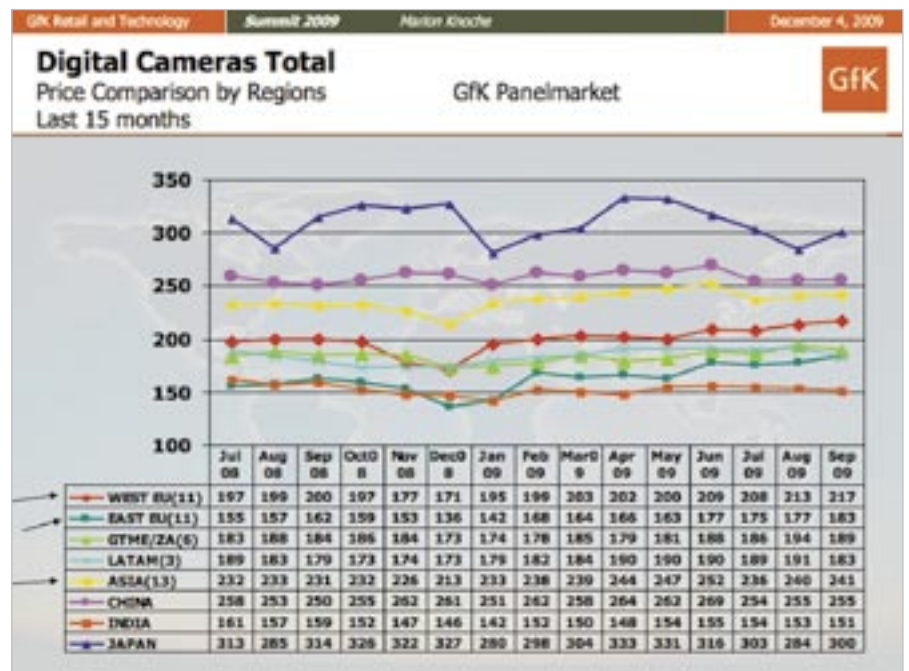 GfK Retail and Technology Summit 2009 Marion Knoche December 4, 2009
Digital Cameras Total
Price Comparison by Regions GfK Panelmarket
Last 15 months
GfK
350
300
250
200
150
100
Jul 08 Aug 08 Sep 08 Oct08 Nov 08 Dec08 Jan 09 Feb 09 Mar09 Apr 09 May 09 Jun 09 Jul 09 Aug 09 Sep 09
WEST EU(11) 197 199 200 197 177 171 195 199 203 202 200 209 208 213 217
EAST EU(11) 155 157 162 159 153 136 142 168 164 166 163 177 175 177 183
GTME/ZA(6) 183 188 184 186 184 173 174 178 185 179 181 188 186 194 189
LATAM(3) 189 183 179 173 174 173 179 182 184 190 190 190 189 191 183
ASIA(13) 232 233 231 232 226 213 233 238 239 244 247 252 236 240 241
CHINA 258 253 250 255 262 261 251 262 258 264 262 269 254 255 255
INDIA 161 157 159 152 147 146 142 152 150 148 154 155 154 153 151
JAPAN 313 285 314 326 322 327 280 298 304 333 331 316 303 284 300